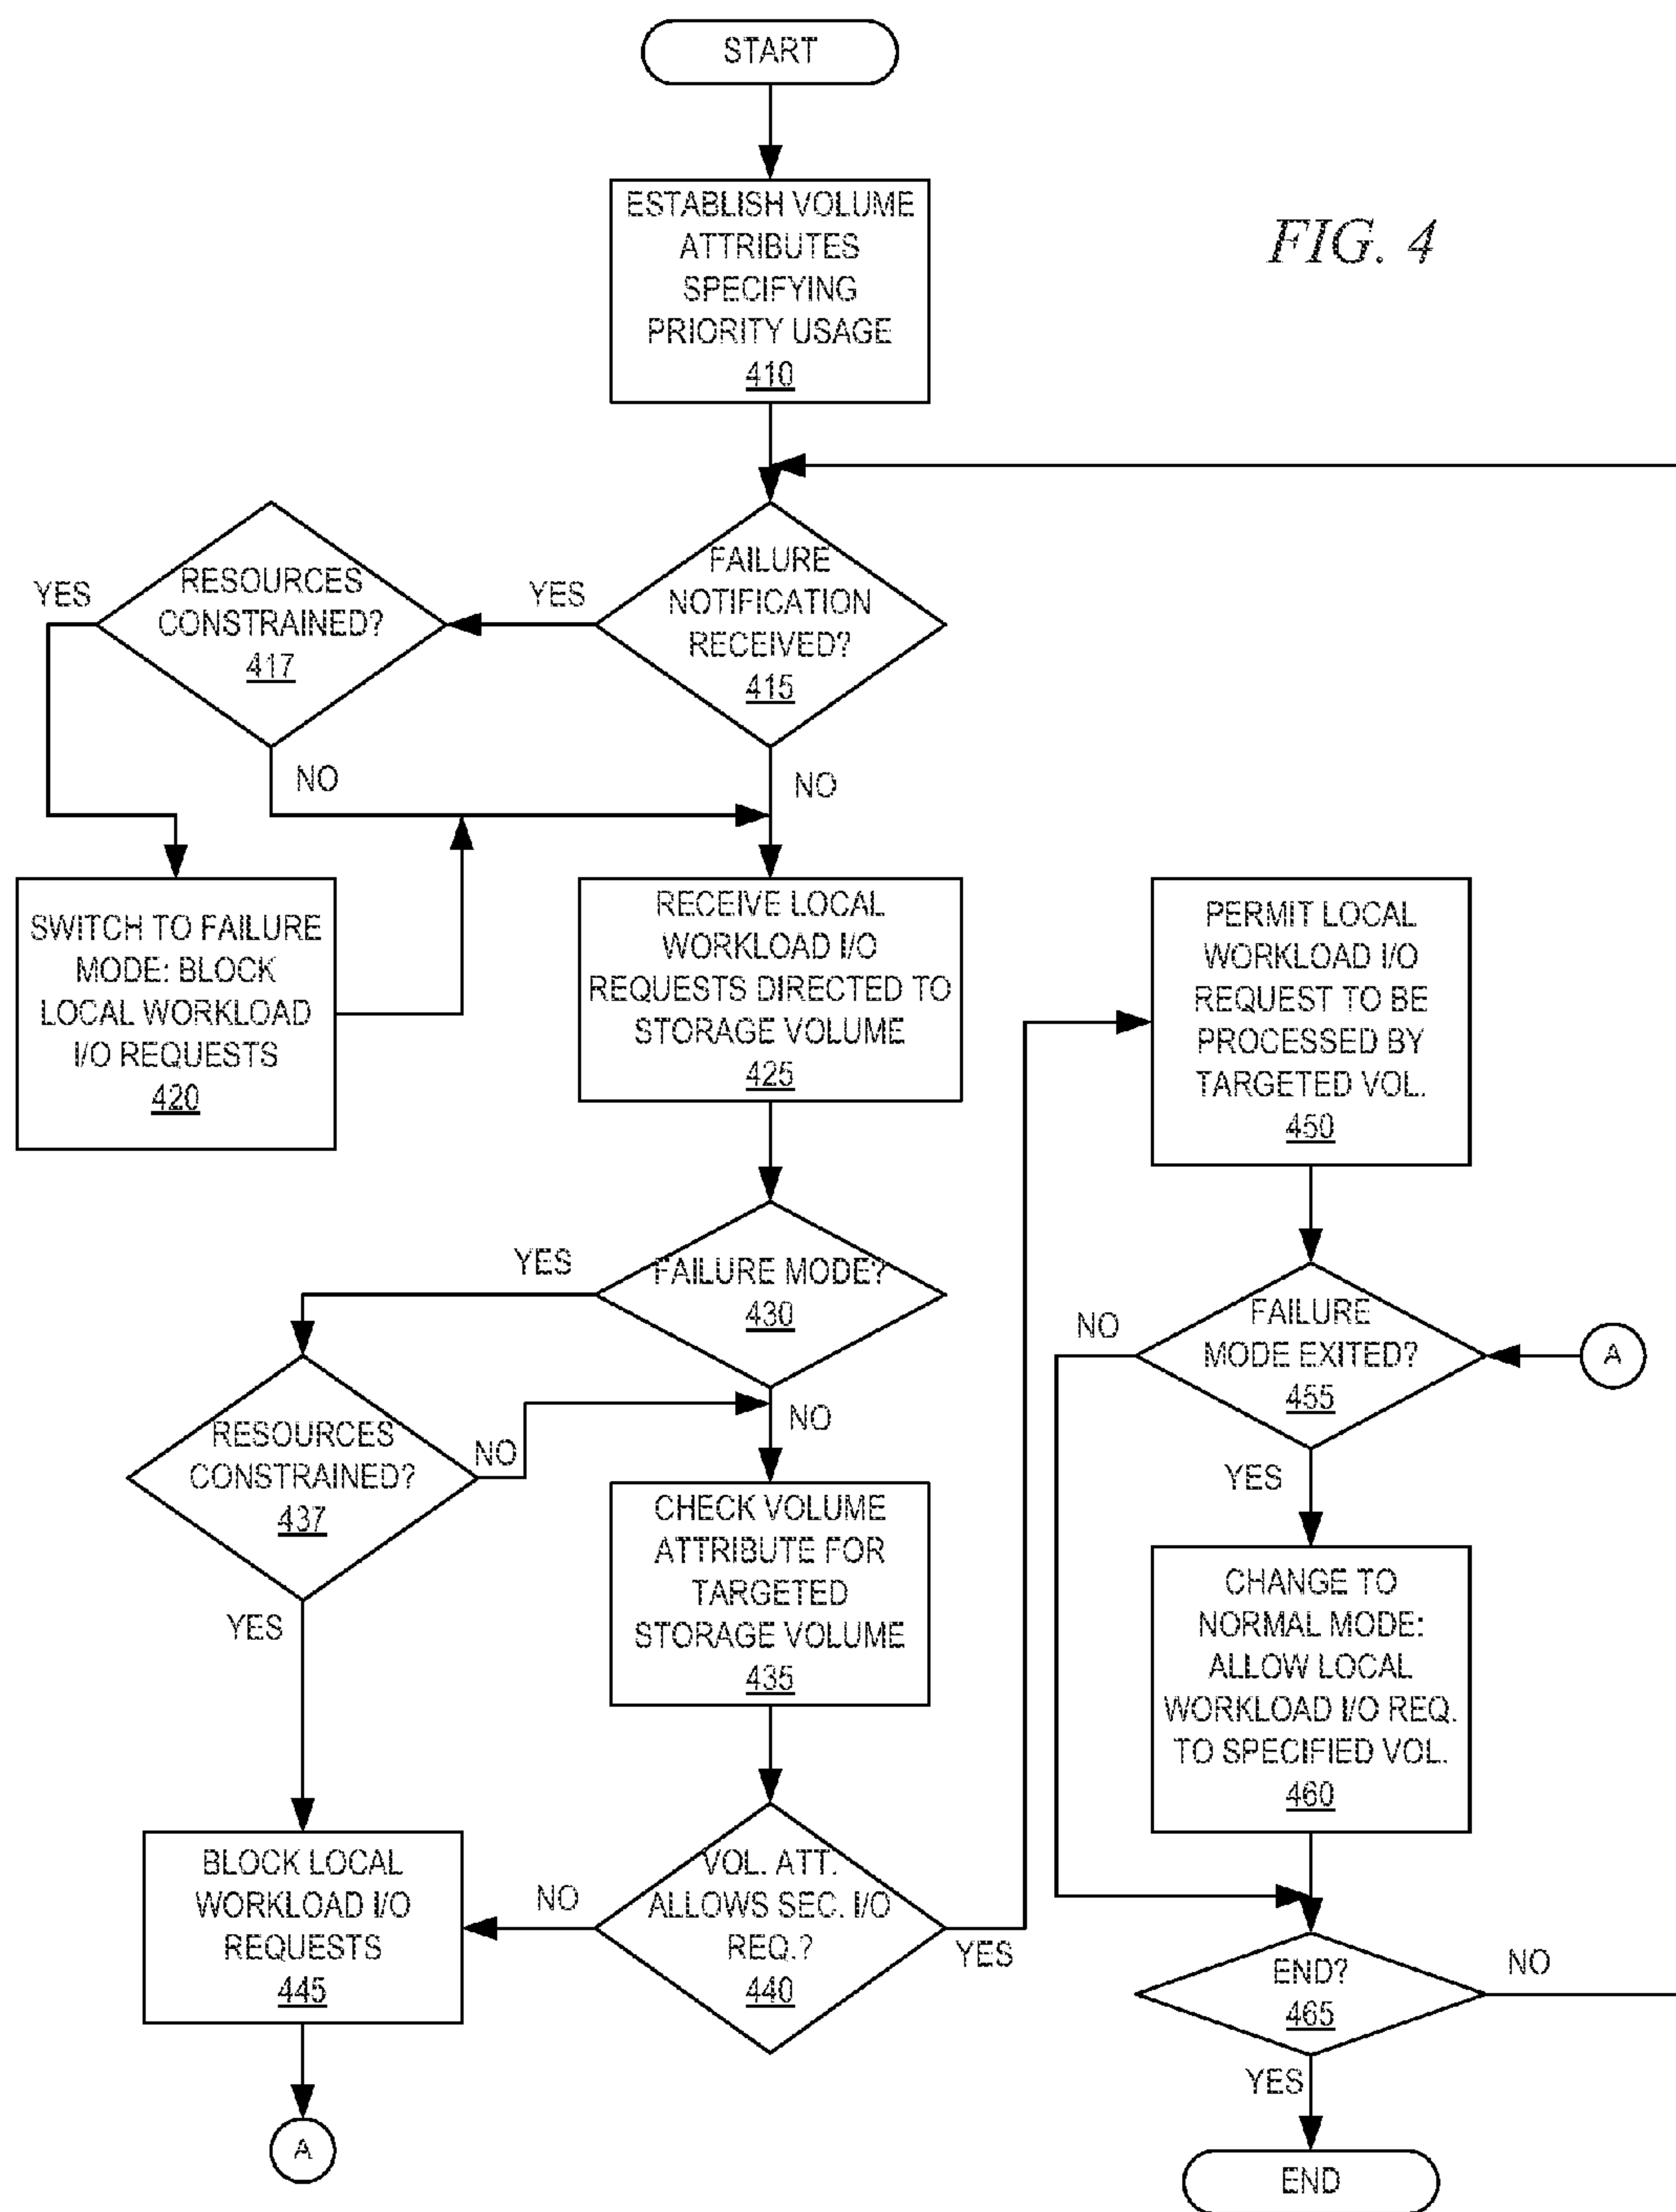 START
ESTABLISH VOLUME
ATTRIBUTES
SPECIFYING
PRIORITY USAGE
410
FIG. 4
FAILURE
NOTIFICATION
RECEIVED?
415
YES
RESOURCES
CONSTRAINED?
417
YES
NO
NO
SWITCH TO FAILURE
MODE: BLOCK
LOCAL WORKLOAD
I/O REQUESTS
420
RECEIVE LOCAL
WORKLOAD I/O
REQUESTS DIRECTED TO
STORAGE VOLUME
425
FAILURE MODE?
430
YES
NO
RESOURCES
CONSTRAINED?
437
NO
YES
CHECK VOLUME
ATTRIBUTE FOR
TARGETED
STORAGE VOLUME
435
VOL. ATT.
ALLOWS SEC. I/O
REQ.?
440
NO
YES
BLOCK LOCAL
WORKLOAD I/O
REQUESTS
445
A
PERMIT LOCAL
WORKLOAD I/O
REQUEST TO BE
PROCESSED BY
TARGETED VOL.
450
FAILURE
MODE EXITED?
455
NO
A
YES
CHANGE TO
NORMAL MODE:
ALLOW LOCAL
WORKLOAD I/O REQ.
TO SPECIFIED VOL.
460
END?
465
NO
YES
END